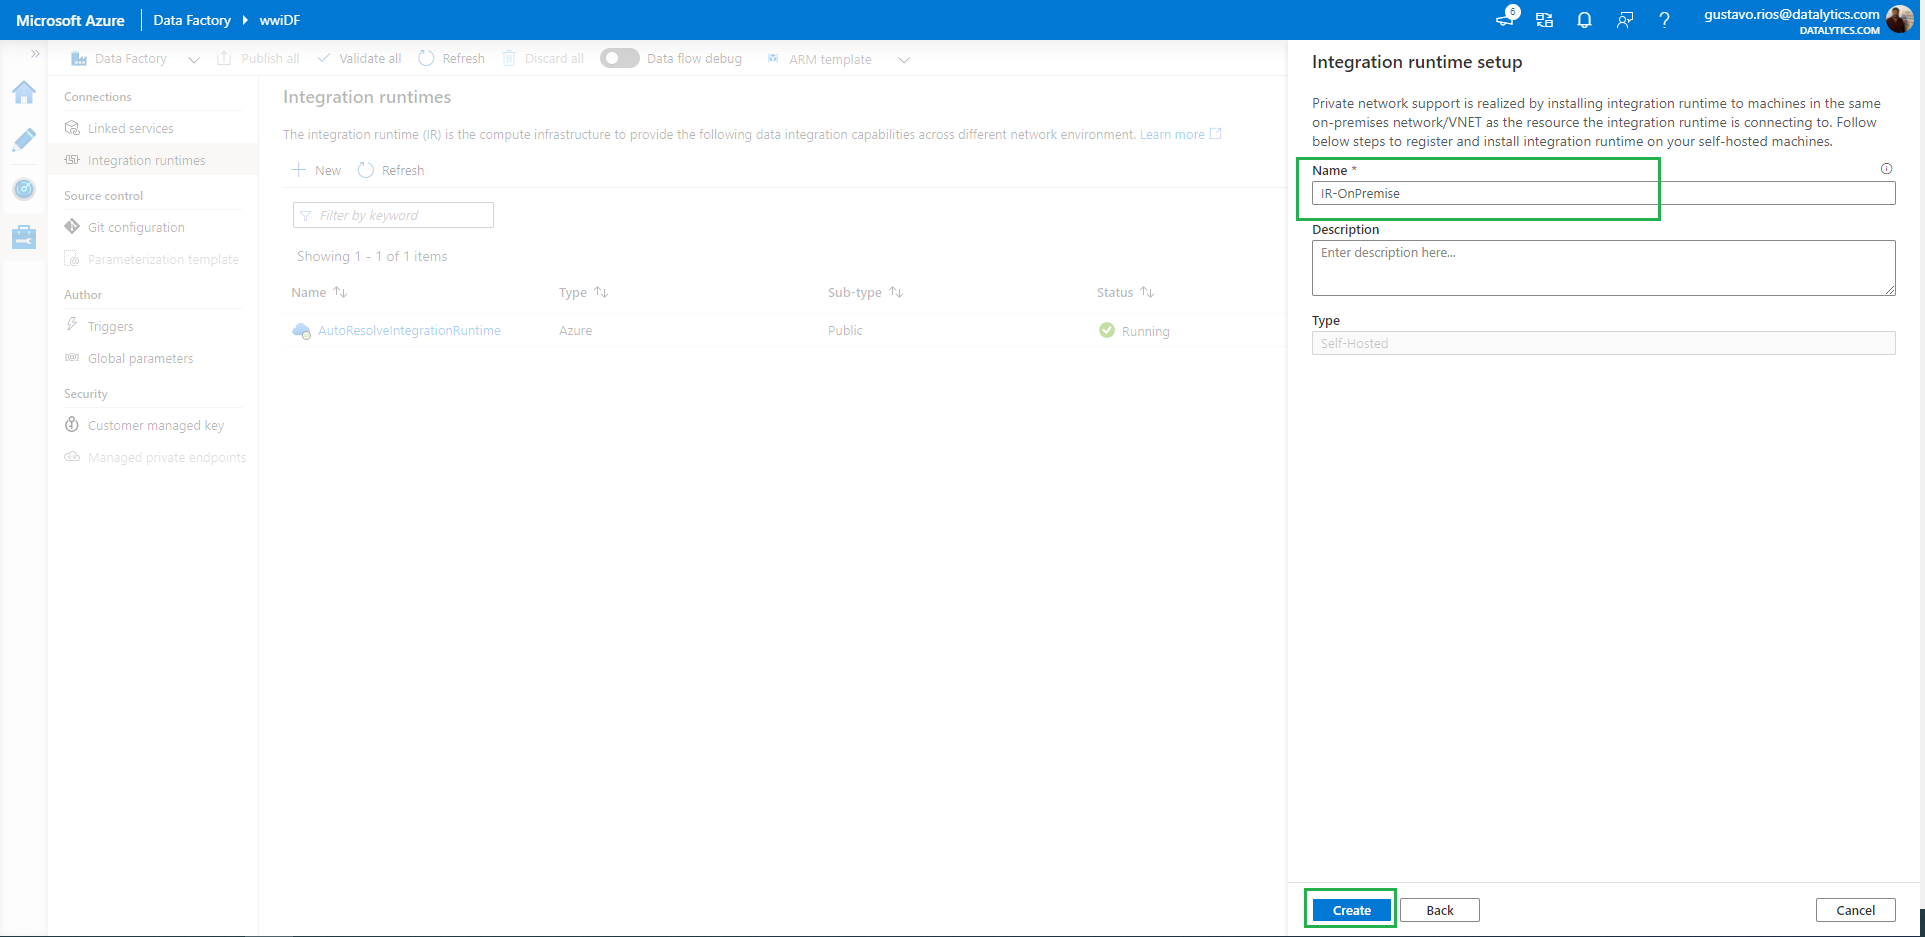 Microsoft Azure
Data Factory
wwiDF
6
gustavo.rios@datalytics.com
DATALYTICS.COM
Data Factory
Publish all
Validate all
Refresh
Discard all
Data flow debug
ARM template
Connections
Linked services
Integration runtimes
Source control
Git configuration
Parameterization template
Author
Triggers
Global parameters
Security
Customer managed key
Managed private endpoints
Integration runtimes
The integration runtime (IR) is the compute infrastructure to provide the following data integration capabilities across different network environment. Learn more
New
Refresh
Filter by keyword
Showing 1 - 1 of 1 items
Name
Type
Sub-type
Status
AutoResolveIntegrationRuntime
Azure
Public
Running
Integration runtime setup
Private network support is realized by installing integration runtime to machines in the same
on-premises network/VNET as the resource the integration runtime is connecting to. Follow
below steps to register and install integration runtime on your self-hosted machines.
Name *
IR-OnPremise
Description
Enter description here...
Type
Self-Hosted
Create
Back
Cancel